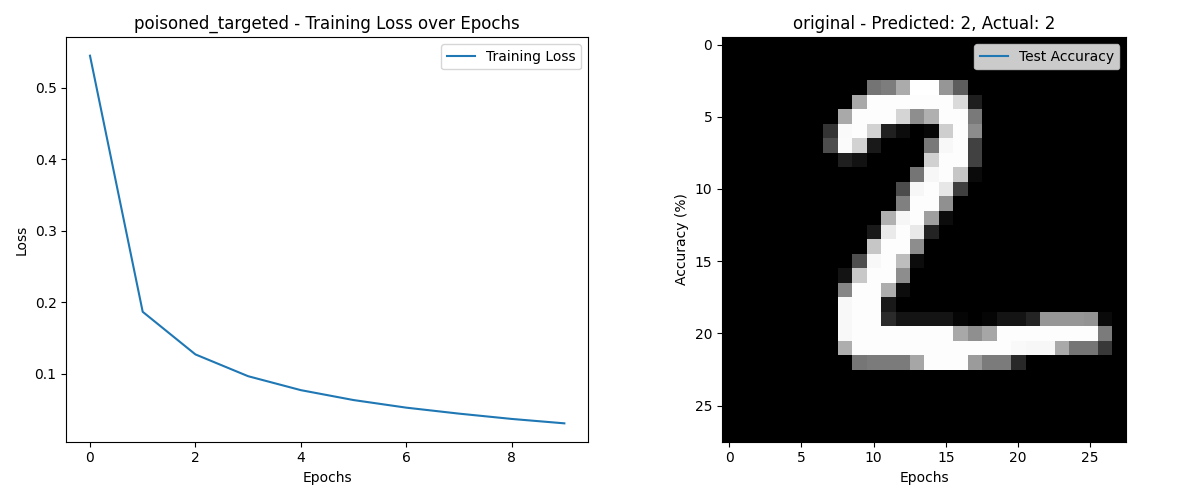 poisoned_targeted - Training Loss over Epochs
Training Loss
0.5
0.4
0.3
0.2
0.1
Loss
0 2 4 6 8
Epochs
original - Predicted: 2, Actual: 2
Test Accuracy
0
5
10
15
20
25
Accuracy (%)
2
0 5 10 15 20 25
Epochs